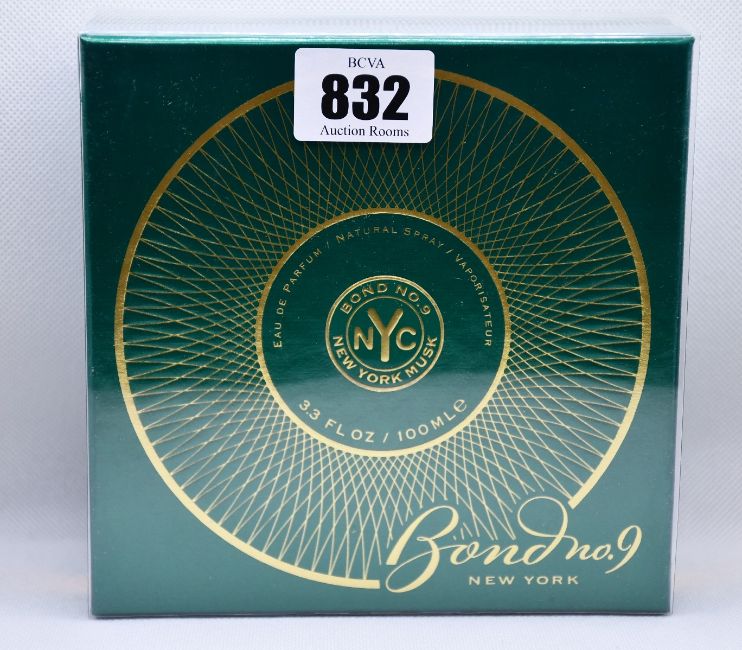 BCVA
832
Auction Rooms
EAU DE PARFUM / NATURAL SPRAY / VAPORISATEUR
BOND NO.9
NYC
NEW YORK MUSK
3.3 FL OZ / 100 ML ℮
Bond no.9
NEW YORK